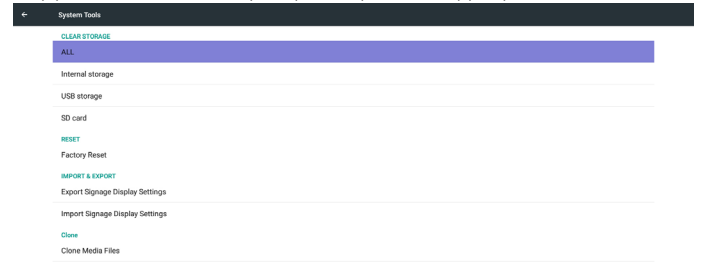 System Tools
CLEAR STORAGE
ALL
Internal storage
USB storage
SD card
RESET
Factory Reset
IMPORT & EXPORT
Export Signage Display Settings
Import Signage Display Settings
Clone
Clone Media Files